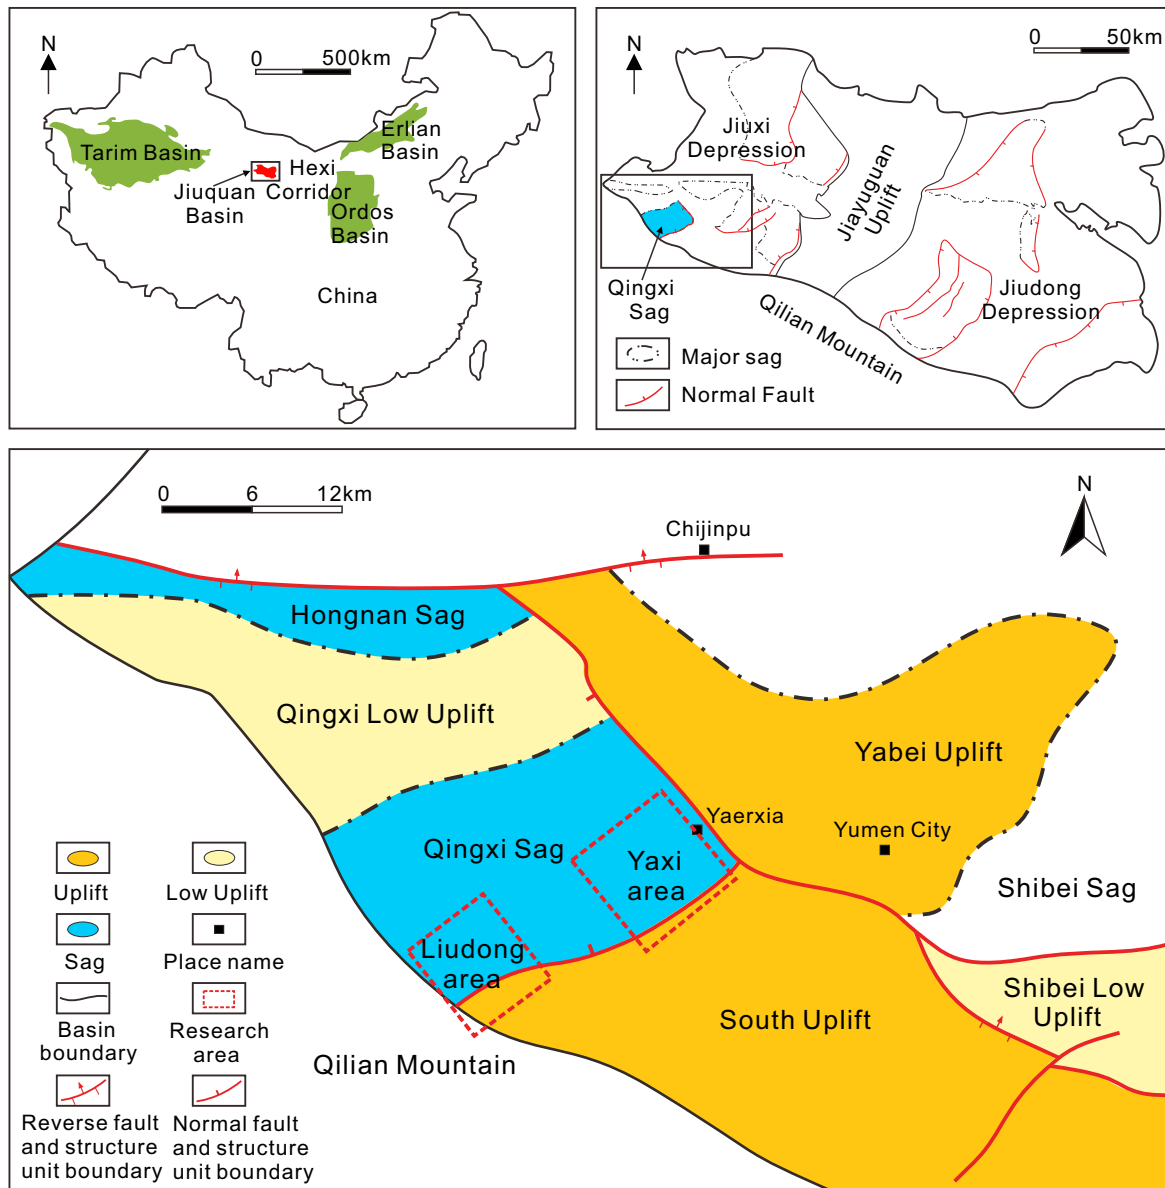 N
0 500km
Tarim Basin
Erlian
Basin
Hexi
Corridor
Jiuquan
Basin
Ordos
Basin
China
N
0 50km
Jiuxi
Depression
Jiayuguan
Uplift
Qingxi
Sag
Jiudong
Depression
Qilian Mountain
Major sag
Normal Fault
0 6 12km
N
Chijinpu
Hongnan Sag
Qingxi Low Uplift
Yabei Uplift
Yaerxia
Yumen City
Qingxi Sag
Yaxi
area
Shibei Sag
Liudong
area
Shibei Low
Uplift
South Uplift
Qilian Mountain
Uplift
Low Uplift
Sag
Place name
Basin
boundary
Research
area
Reverse fault
and structure
unit boundary
Normal fault
and structure
unit boundary